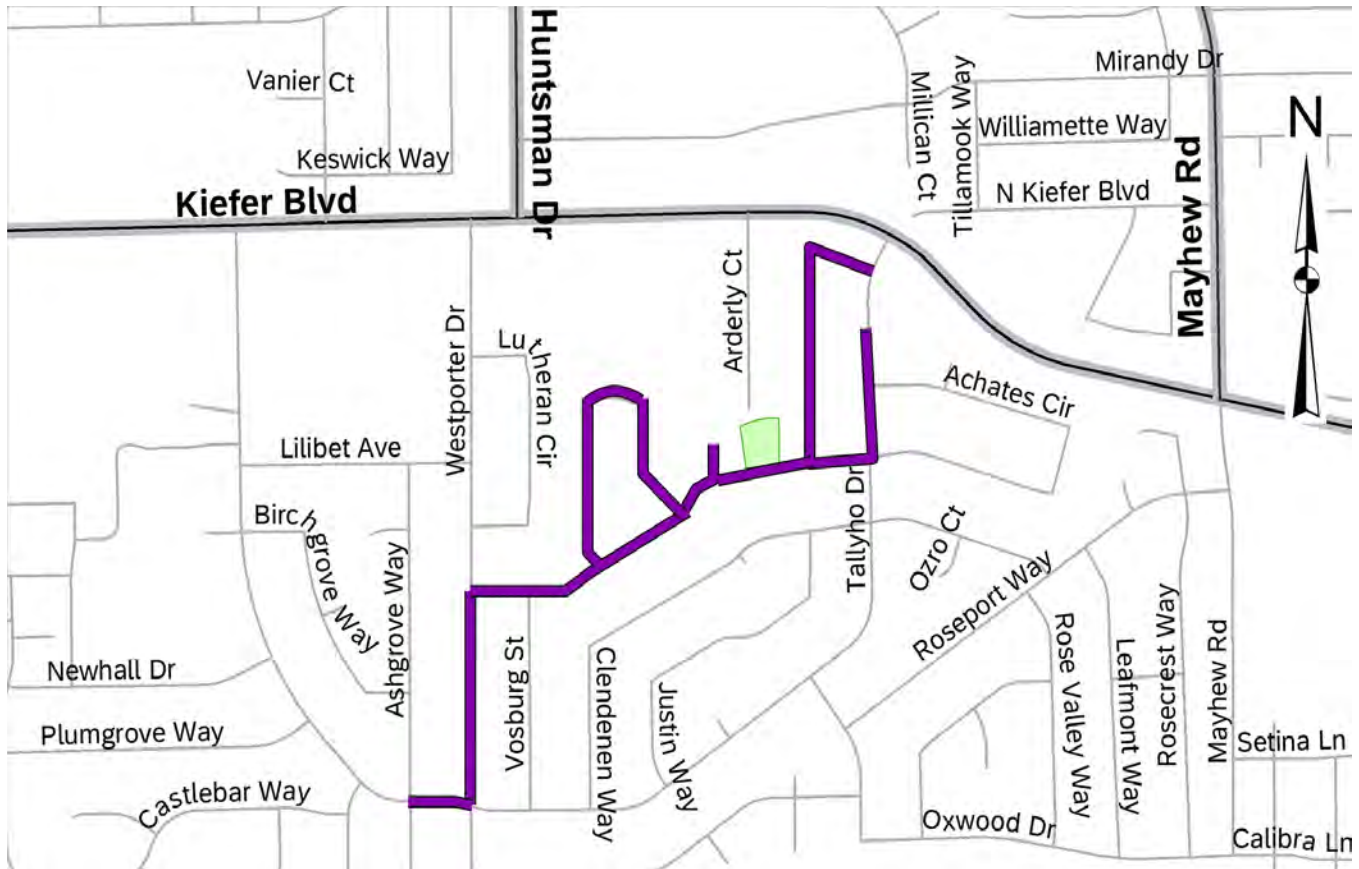 Huntsman Dr
Mirandy Dr
Vanier Ct
Millican Ct
Tillamook Way
N
Williamette Way
Keswick Way
Mayhew Rd
Kiefer Blvd
N Kiefer Blvd
Arderly Ct
Westporter Dr
Lutheran Cir
Achates Cir
Lilibet Ave
Birchgrove Way
Ashgrove Way
Tallyho Dr
Ozro Ct
Roseport Way
Vosburg St
Clendenen Way
Justin Way
Rose Valley Way
Leafmont Way
Rosecrest Way
Mayhew Rd
Newhall Dr
Plumgrove Way
Setina Ln
Castlebar Way
Oxwood Dr
Calibra Ln